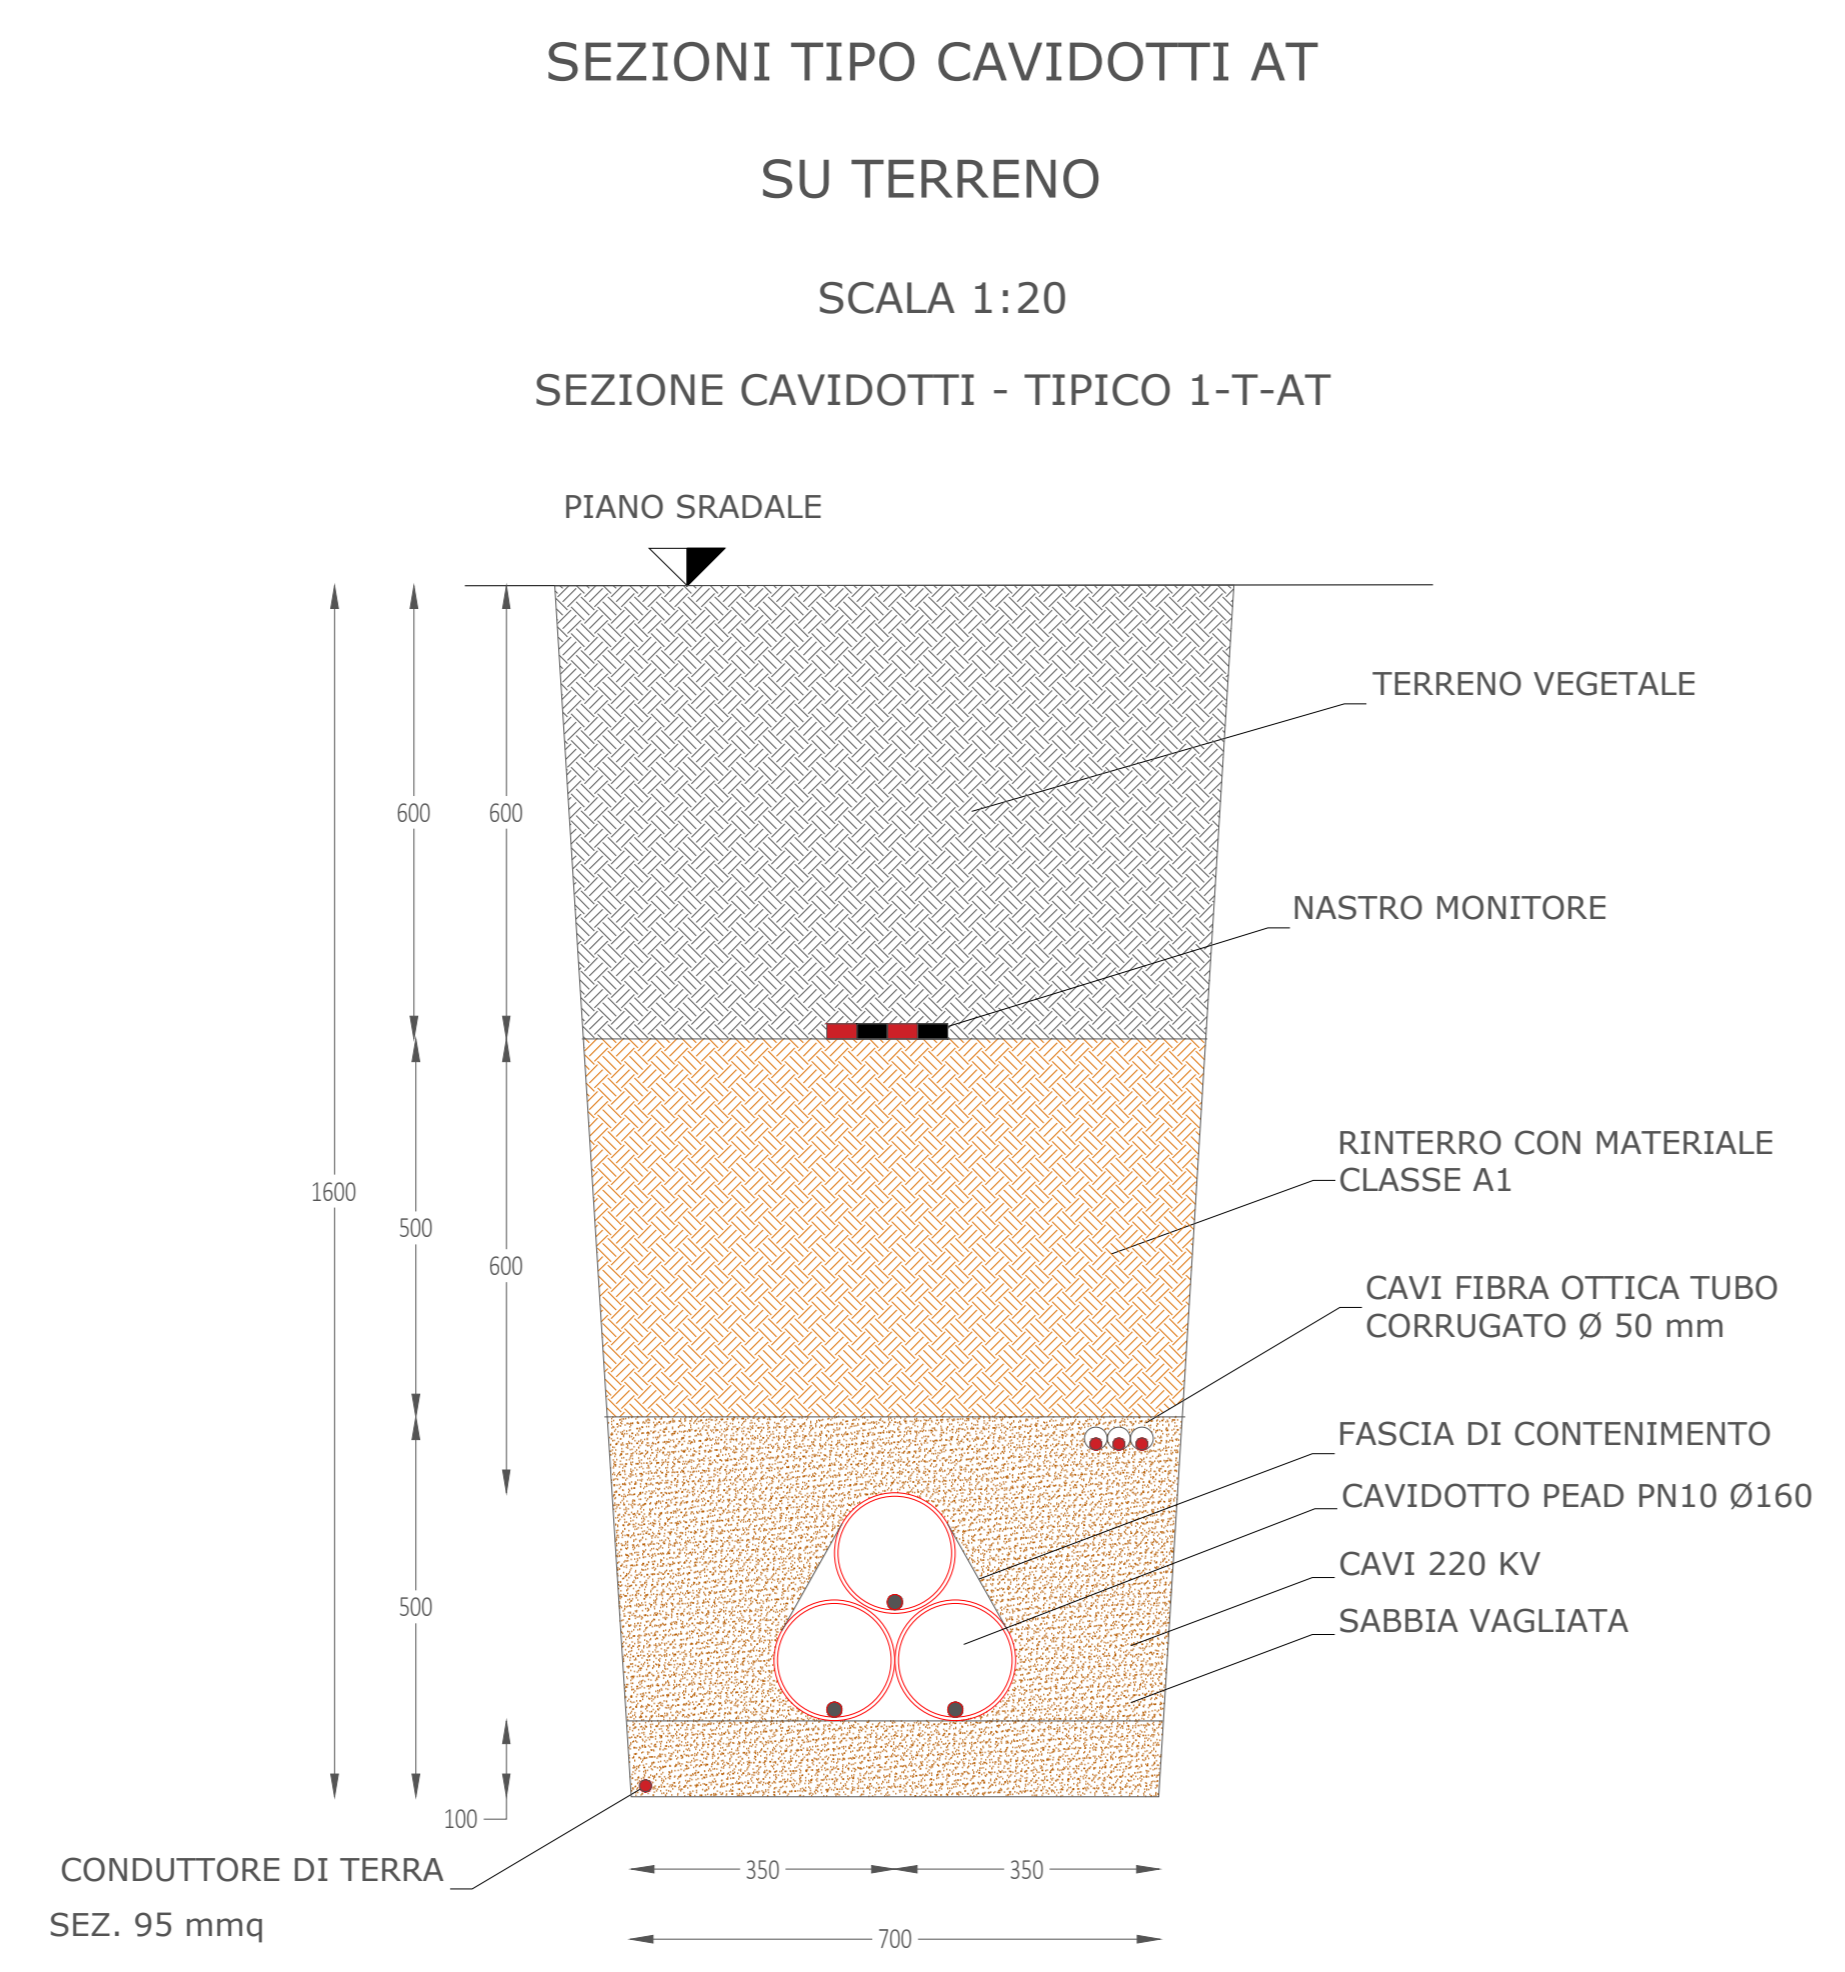 SEZIONI TIPO CAVIDOTTI AT
SU TERRENO
SCALA 1:20
SEZIONE CAVIDOTTI - TIPICO 1-T-AT
PIANO SRADALE
TERRENO VEGETALE
600
600
NASTRO MONITORE
RINTERRO CON MATERIALE
CLASSE A1
1600
500
600
CAVI FIBRA OTTICA TUBO
CORRUGATO Ø 50 mm
FASCIA DI CONTENIMENTO
CAVIDOTTO PEAD PN10 Ø160
CAVI 220 KV
500
SABBIA VAGLIATA
100
CONDUTTORE DI TERRA
SEZ. 95 mmq
350
350
700